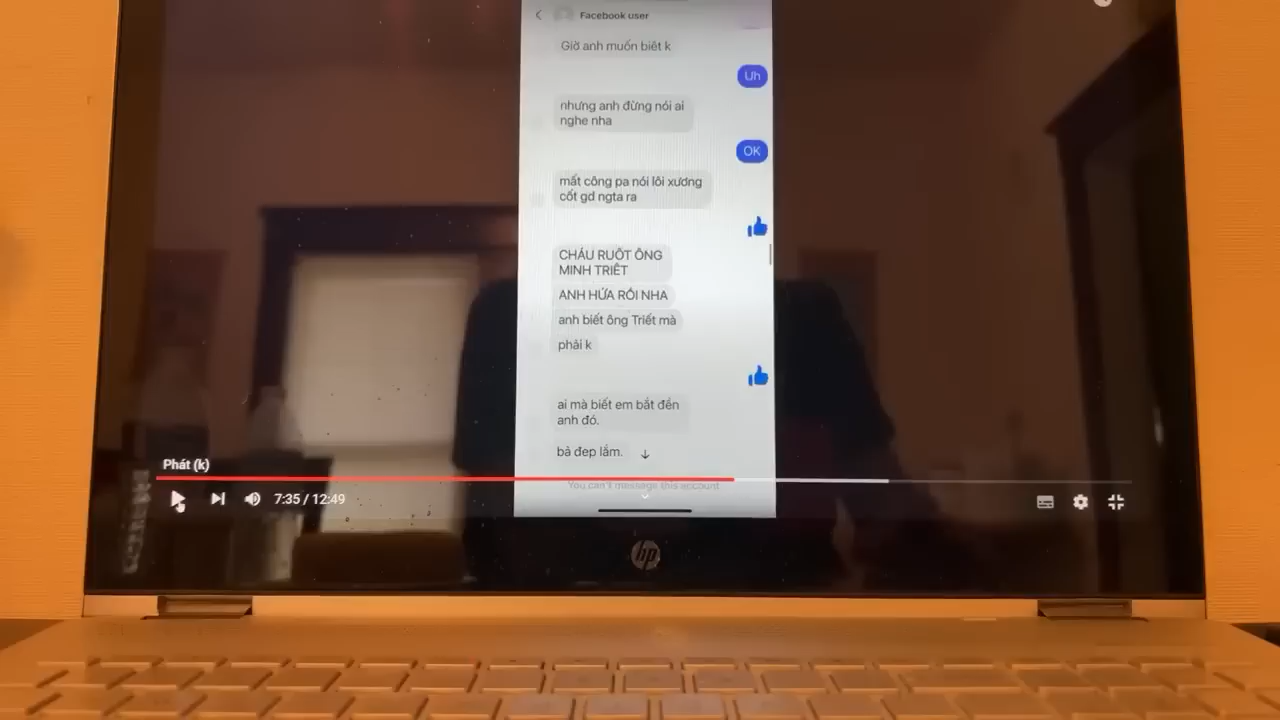 Facebook user
Giờ anh muốn biết k
Uh
nhưng anh đừng nói ai
nghe nha
OK
mất công pa nói lôi xương
cốt gd ngta ra
CHÁU RUỘT ÔNG
MINH TRIẾT
ANH HỨA RỒI NHA
anh biết ông Triết mà
phải k
ai mà biết em bắt đền
anh đó.
bà đẹp lắm.
You can't message this account
Phát (k)
7:35 / 12:49
hp